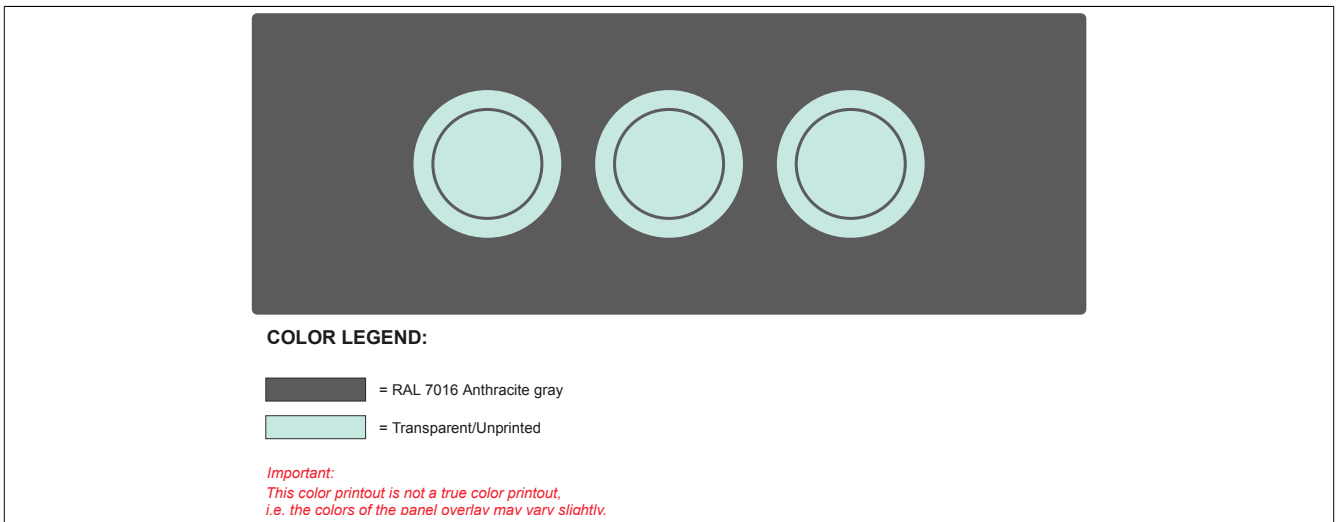 COLOR LEGEND:
= RAL 7016 Anthracite gray
= Transparent/Unprinted
Important:
This color printout is not a true color printout,
i.e. the colors of the panel overlay may vary slightly.